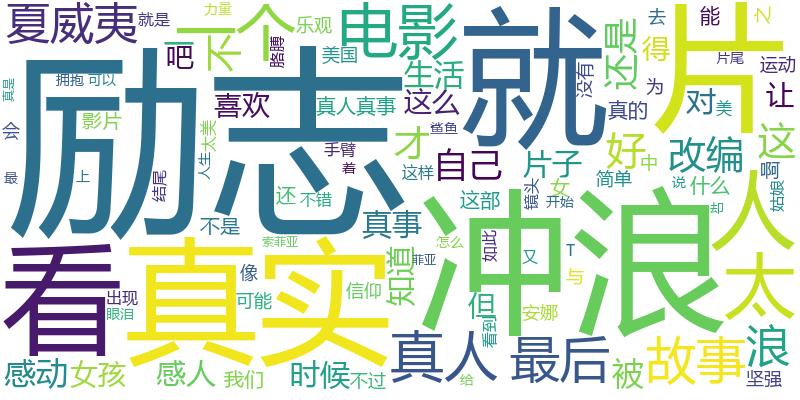 夏威夷
就是
一个
不
吧
胳膊
乐观
力量
电影
美国
生活
就
没有
还是
去
得
能
之
片
片尾
运动
为
真是
拥抱
可以
励志
喜欢
真人真事
这么
影片
会
人生
太美
手臂
鲨鱼
才
自己
片子
真的
好
对
美
让
这
改编
中
最
上
结尾
还
不错
着
这样
这部
镜头
女
简单
说
什么
啊
姑娘
不是
真事
开始
却
人
看
真实
索菲亚
像
知道
怎么
菲亚
如此
冲浪
又
T
与
太
出现
眼泪
可能
信仰
但
看到
安娜
感动
女孩
感人
我们
时候
不过
真人
给
最后
被
故事
浪
坚强